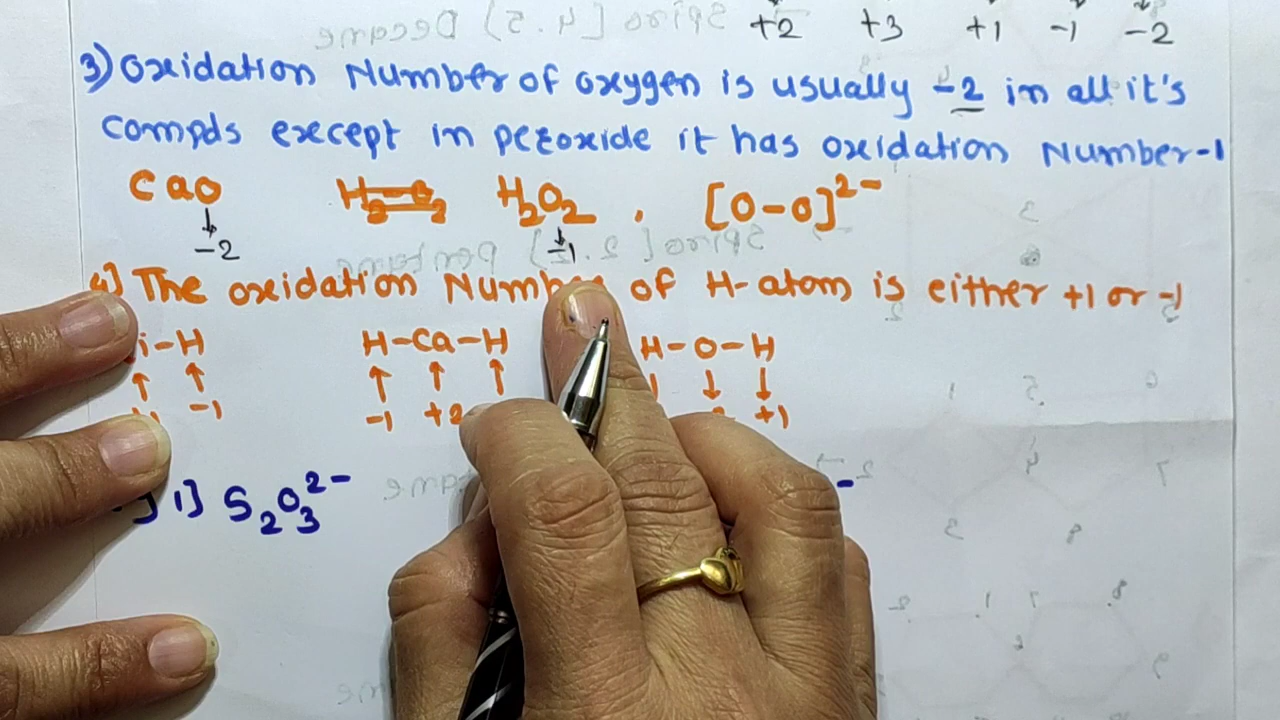 +2 +3 +1 -1 -2
3) Oxidation Number of oxygen is usually -2 in all it's
compds except in peroxide it has oxidation Number-1
CaO H₂O₂ , [O-O]²⁻
-2 -1
4] The oxidation of H-atom is either +1 or -1
H-Ca-H H-O-H
-1 -1 +2 +1
1] S₂O₃²⁻